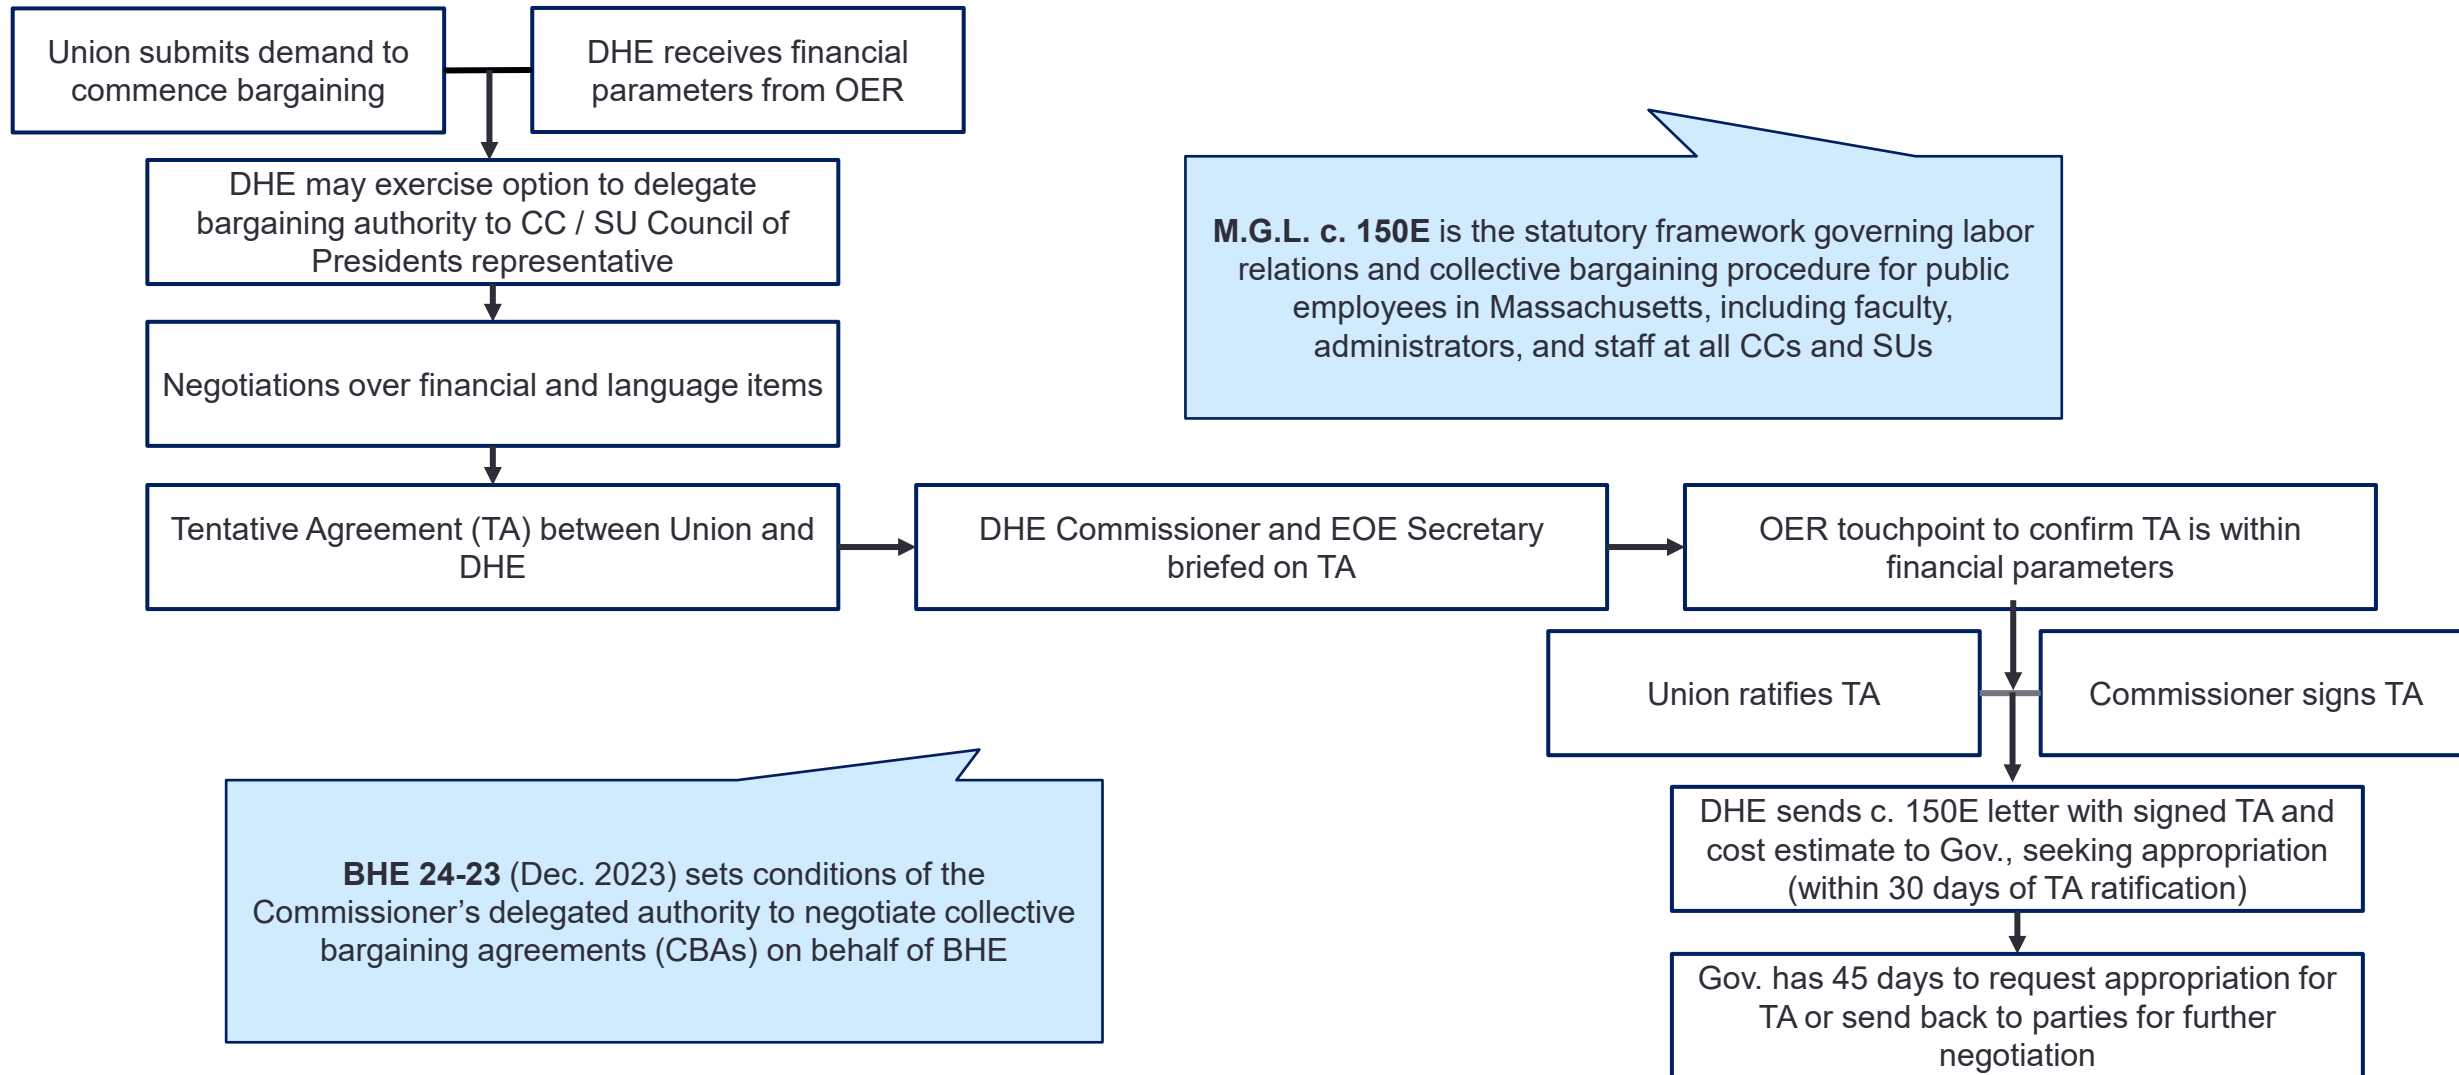 Union submits demand to
commence bargaining
DHE receives financial
parameters from OER
DHE may exercise option to delegate
bargaining authority to CC / SU Council of
Presidents representative
M.G.L. c. 150E is the statutory framework governing labor
relations and collective bargaining procedure for public
employees in Massachusetts, including faculty,
administrators, and staff at all CCs and SUs
Negotiations over financial and language items
Tentative Agreement (TA) between Union and
DHE
DHE Commissioner and EOE Secretary
briefed on TA
OER touchpoint to confirm TA is within
financial parameters
Union ratifies TA
Commissioner signs TA
BHE 24-23 (Dec. 2023) sets conditions of the
Commissioner’s delegated authority to negotiate collective
bargaining agreements (CBAs) on behalf of BHE
DHE sends c. 150E letter with signed TA and
cost estimate to Gov., seeking appropriation
(within 30 days of TA ratification)
Gov. has 45 days to request appropriation for
TA or send back to parties for further
negotiation